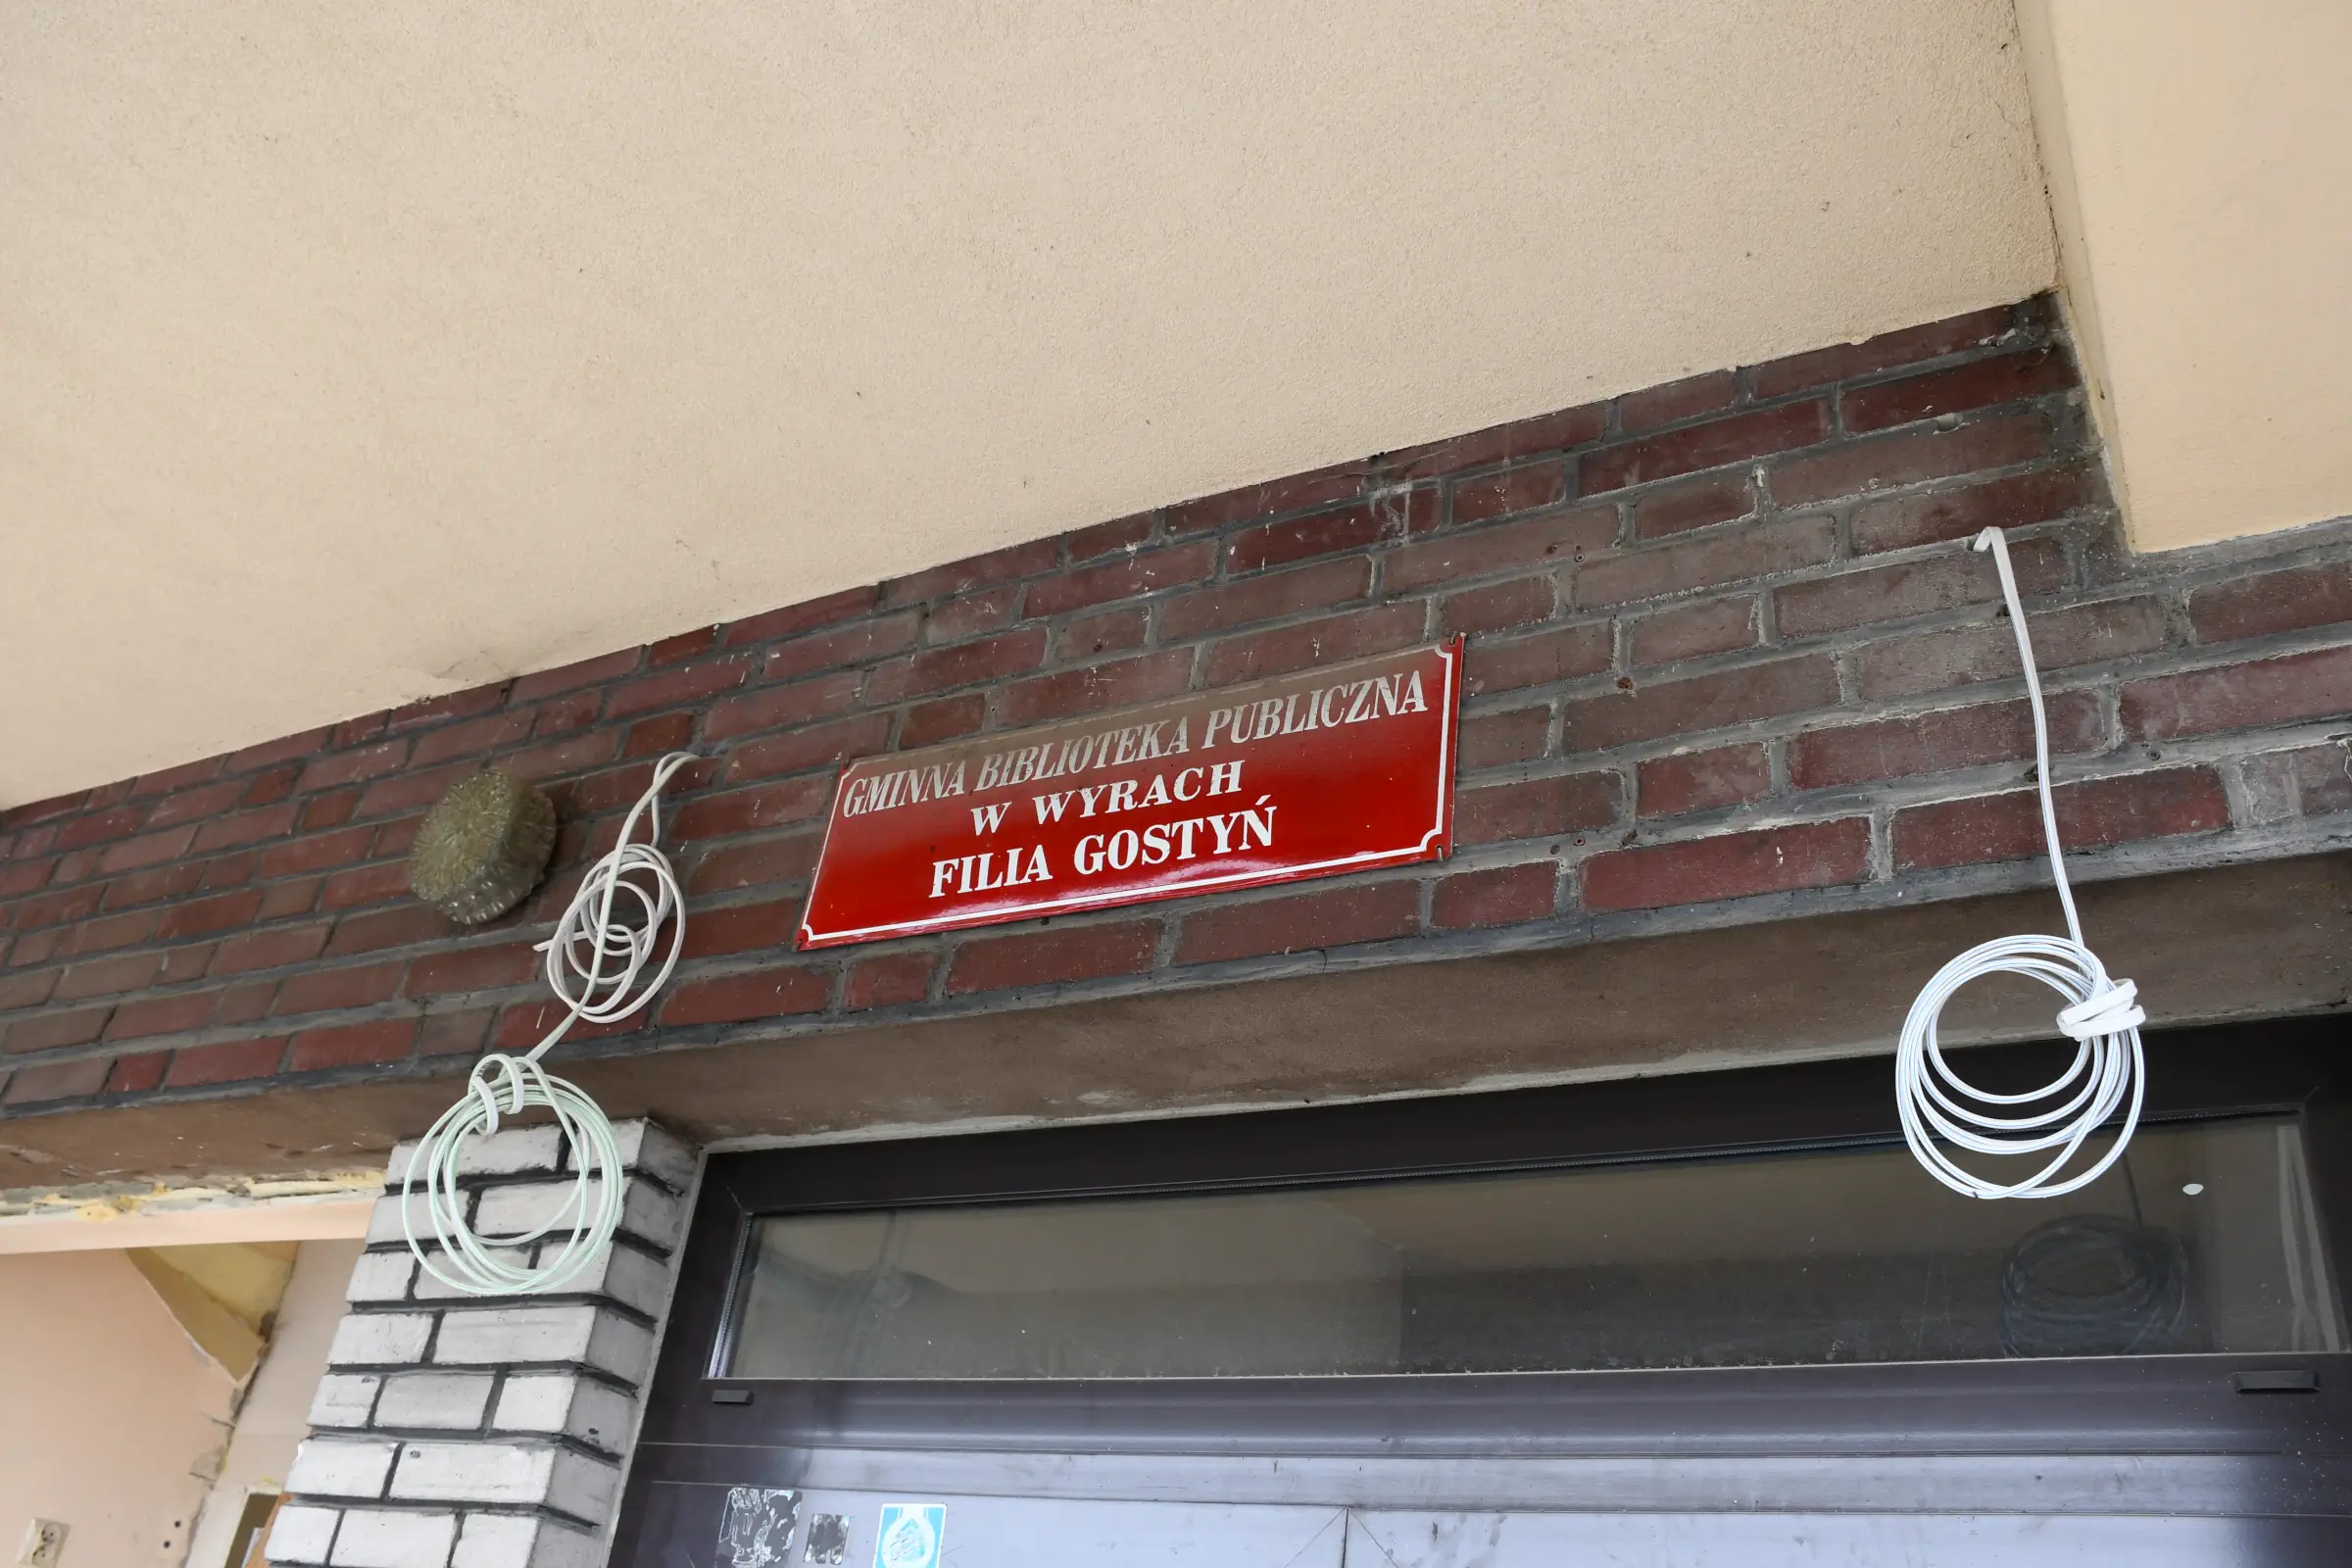 GMINNA BIBLIOTEKA PUBLICZNA
W WYRACH
FILIA GOSTYŃ